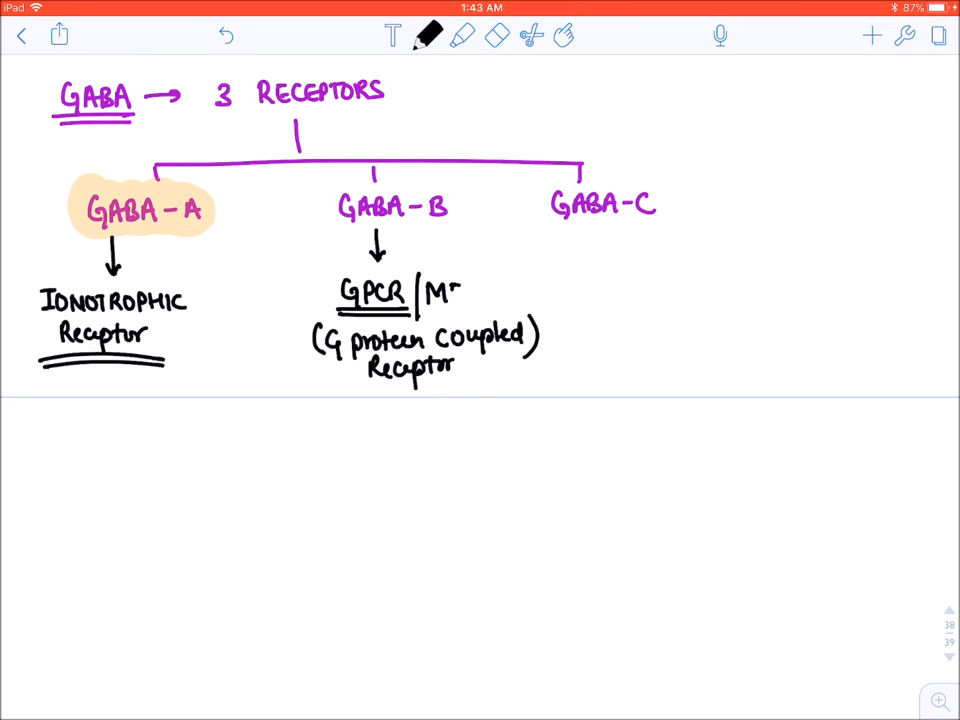 iPad 1:43 AM 87%
T
GABA → 3 RECEPTORS
GABA-A GABA-B GABA-C
IONOTROPHIC
Receptor
GPCR/M
(G protein Coupled)
Receptor
38
39